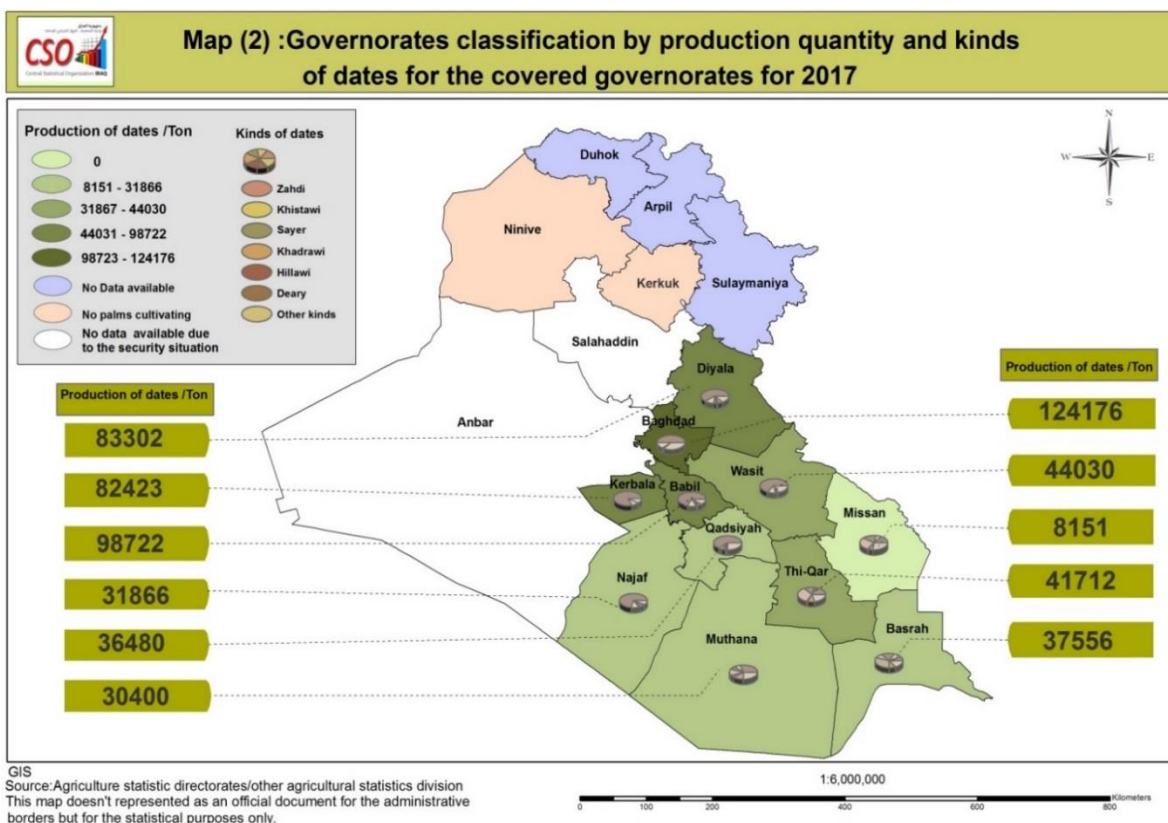 CSO
Central Statistical Organization IRAQ
Map (2) :Governorates classification by production quantity and kinds
of dates for the covered governorates for 2017
Production of dates /Ton
0
8151 - 31866
31867 - 44030
44031 - 98722
98723 - 124176
No Data available
No palms cultivating
No data available due
to the security situation
Kinds of dates
Zahdi
Khistawi
Sayer
Khadrawi
Hillawi
Deary
Other kinds
N
W
E
S
Duhok
Arpil
Ninive
Kerkuk
Sulaymaniya
Salahaddin
Diyala
Anbar
Baghdad
Wasit
Kerbala
Babil
Missan
Qadsiyah
Najaf
Thi-Qar
Muthana
Basrah
Production of dates /Ton
83302
82423
98722
31866
36480
30400
Production of dates /Ton
124176
44030
8151
41712
37556
GIS
Source:Agriculture statistic directorates/other agricultural statistics division
This map doesn't represented as an official document for the administrative
borders but for the statistical purposes only.
1:6,000,000
Kilometers
0 100 200 400 600 800